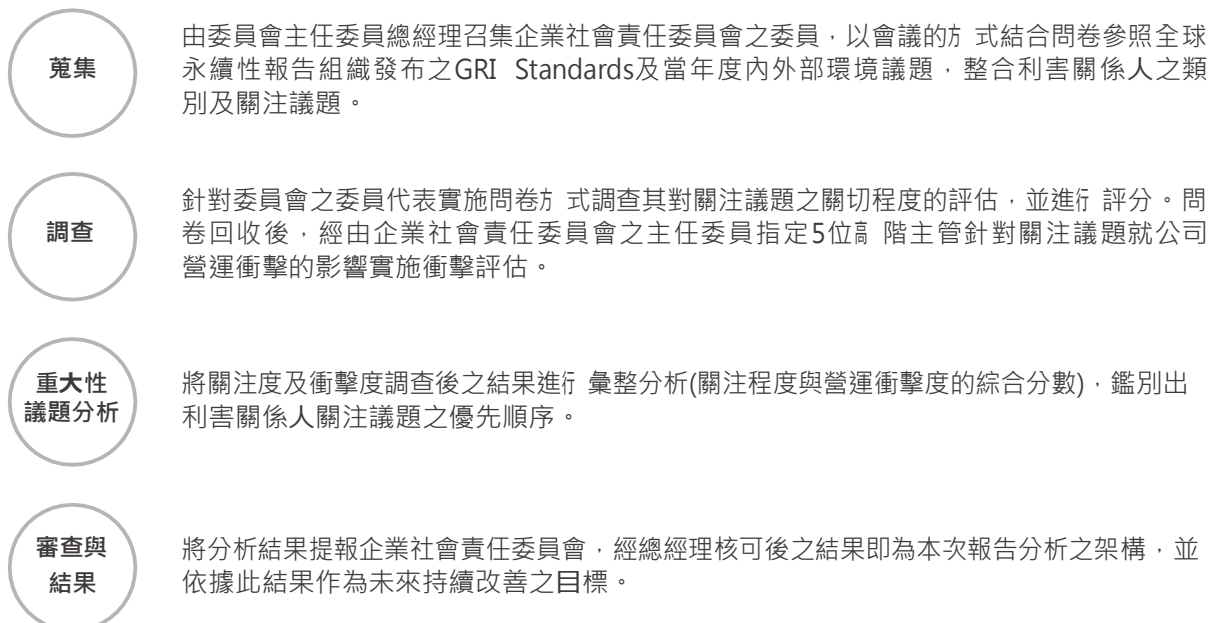 蒐集
由委員會主任委員總經理召集企業社會責任委員會之委員，以會議的方 式結合問卷參照全球
永續性報告組織發布之GRI Standards及當年度內外部環境議題，整合利害關係人之類
別及關注議題。
調查
針對委員會之委員代表實施問卷方 式調查其對關注議題之關切程度的評估，並進行 評分。問
卷回收後，經由企業社會責任委員會之主任委員指定5位高 階主管針對關注議題就公司
營運衝擊的影響實施衝擊評估。
重大性
議題分析
將關注度及衝擊度調查後之結果進行 彙整分析(關注程度與營運衝擊度的綜合分數)，鑑別出
利害關係人關注議題之優先順序。
審查與
結果
將分析結果提報企業社會責任委員會，經總經理核可後之結果即為本次報告分析之架構，並
依據此結果作為未來持續改善之目標。